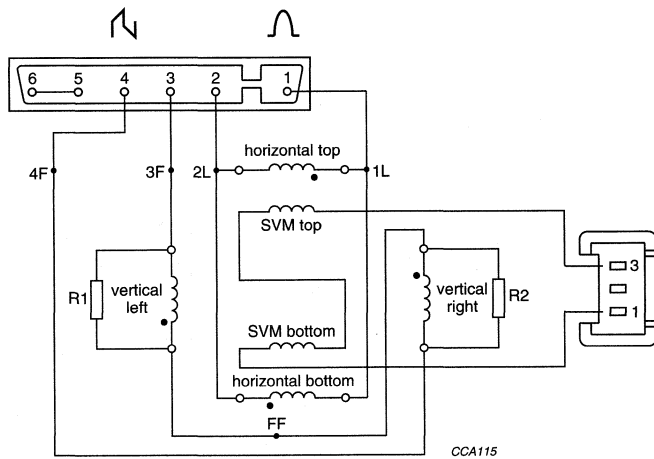 6 5 4 3 2 1
horizontal top
4F 3F 2L 1L
SVM top
3
R1 vertical left
vertical right R2
1
SVM bottom
horizontal bottom
FF
CCA115